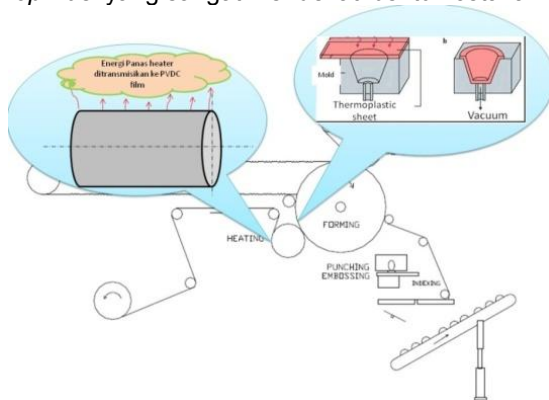 Energi Panas heater
ditransmisikan ke PVDC
film
b
Mold
Thermoplastic
sheet
Vacuum
HEATING
FORMING
PUNCHING
EMBOSSING
INDEXING